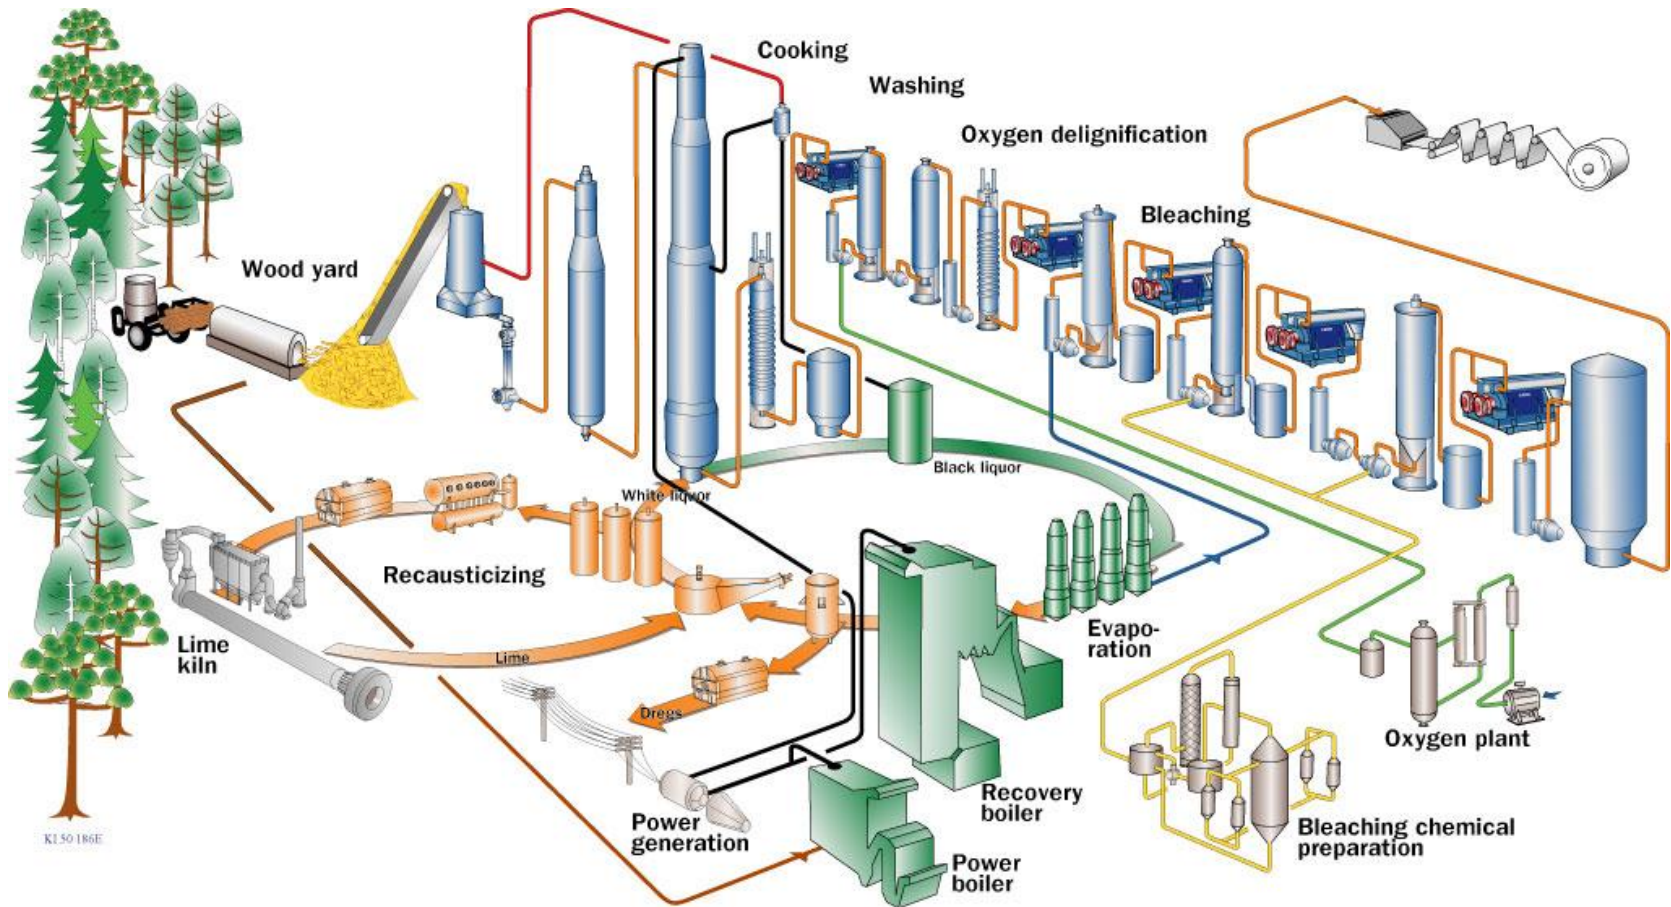 Cooking
Washing
Oxygen delignification
Bleaching
Wood yard
Black liquor
White liquor
Recausticizing
Lime
kiln
Lime
Evapo-
ration
Dregs
Oxygen plant
Recovery
boiler
Power
generation
Power
boiler
Bleaching chemical
preparation
KI 50 186E